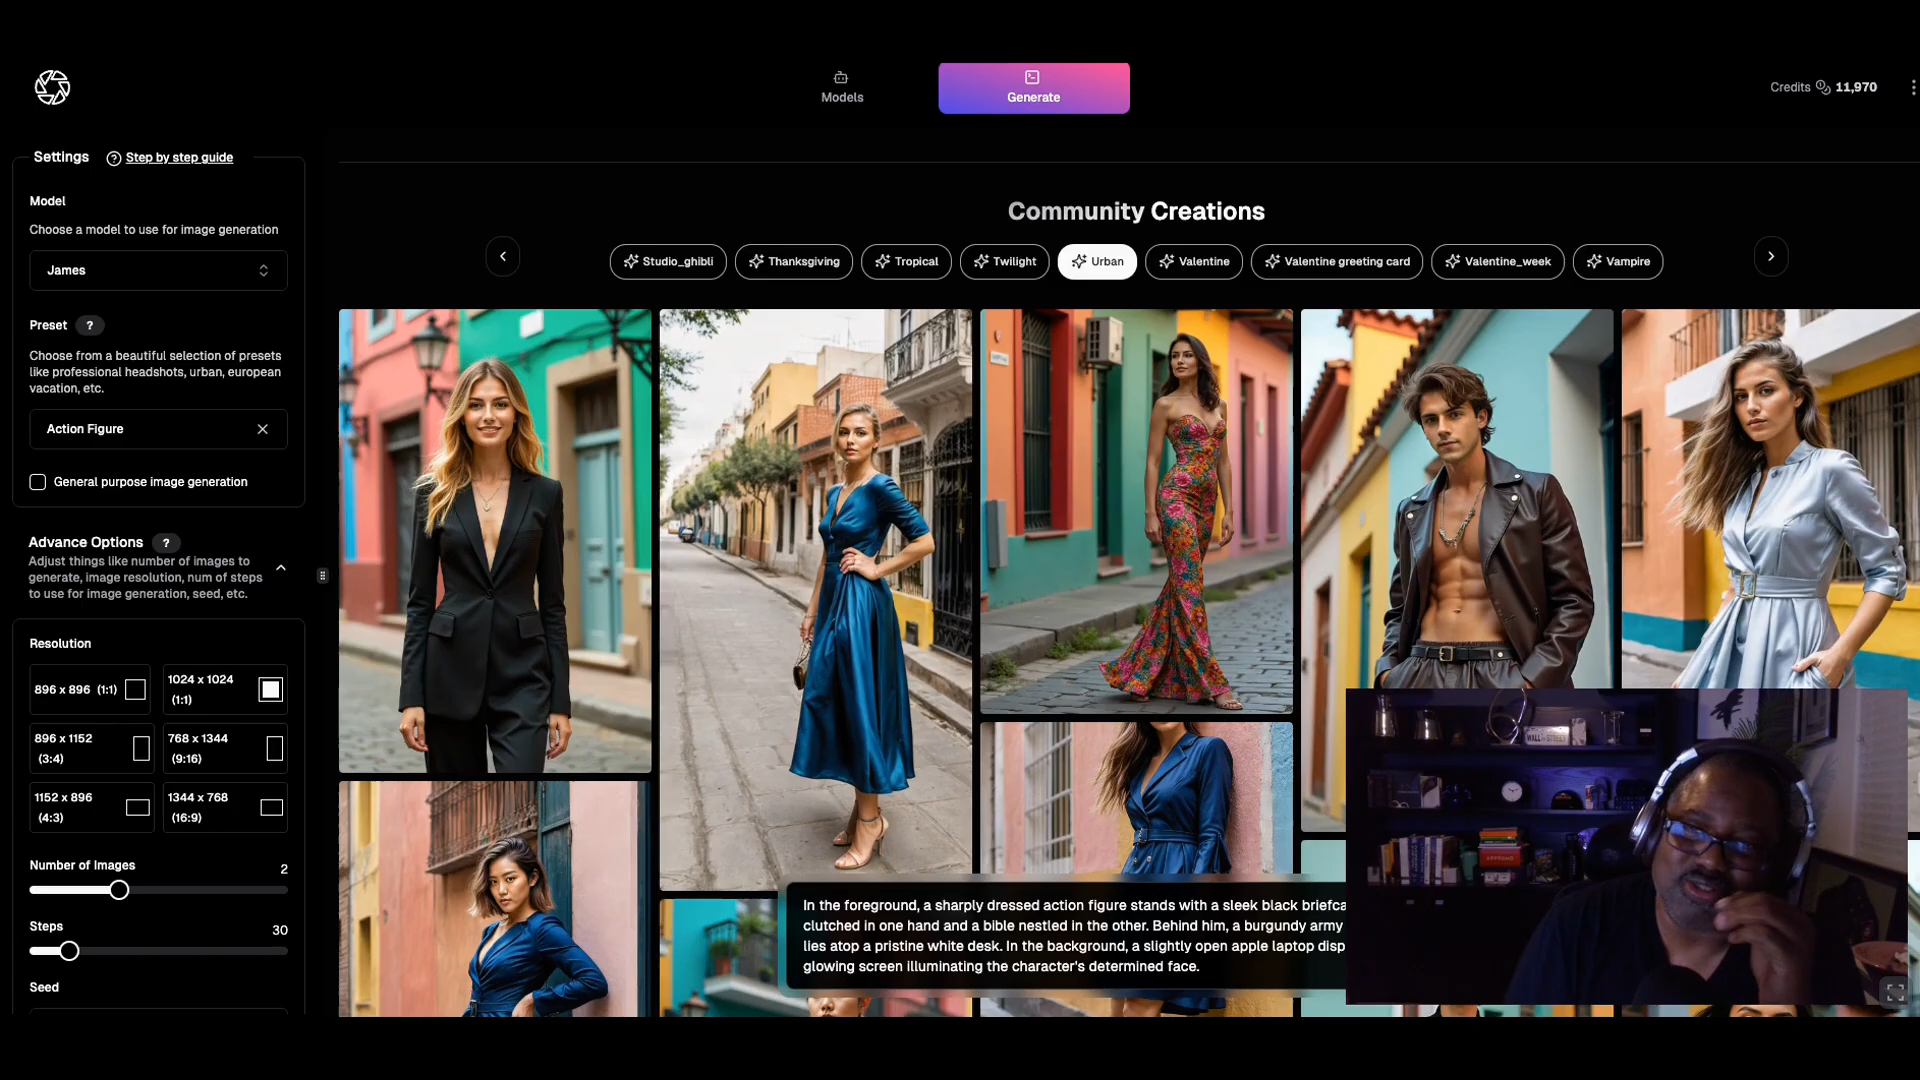 Models
Generate
Credits 11,970
Settings
? Step by step guide
Model
Choose a model to use for image generation
James
Preset ?
Choose from a beautiful selection of presets
like professional headshots, urban, european
vacation, etc.
Action Figure
General purpose image generation
Advance Options ?
Adjust things like number of images to
generate, image resolution, num of steps
to use for image generation, seed, etc.
Resolution
896 x 896 (1:1)
1024 x 1024
(1:1)
896 x 1152
(3:4)
768 x 1344
(9:16)
1152 x 896
(4:3)
1344 x 768
(16:9)
Number of Images 2
Steps 30
Seed
Community Creations
Studio_ghibli
Thanksgiving
Tropical
Twilight
Urban
Valentine
Valentine greeting card
Valentine_week
Vampire
In the foreground, a sharply dressed action figure stands with a sleek black briefca
clutched in one hand and a bible nestled in the other. Behind him, a burgundy army
lies atop a pristine white desk. In the background, a slightly open apple laptop disp
glowing screen illuminating the character's determined face.
WALL ST